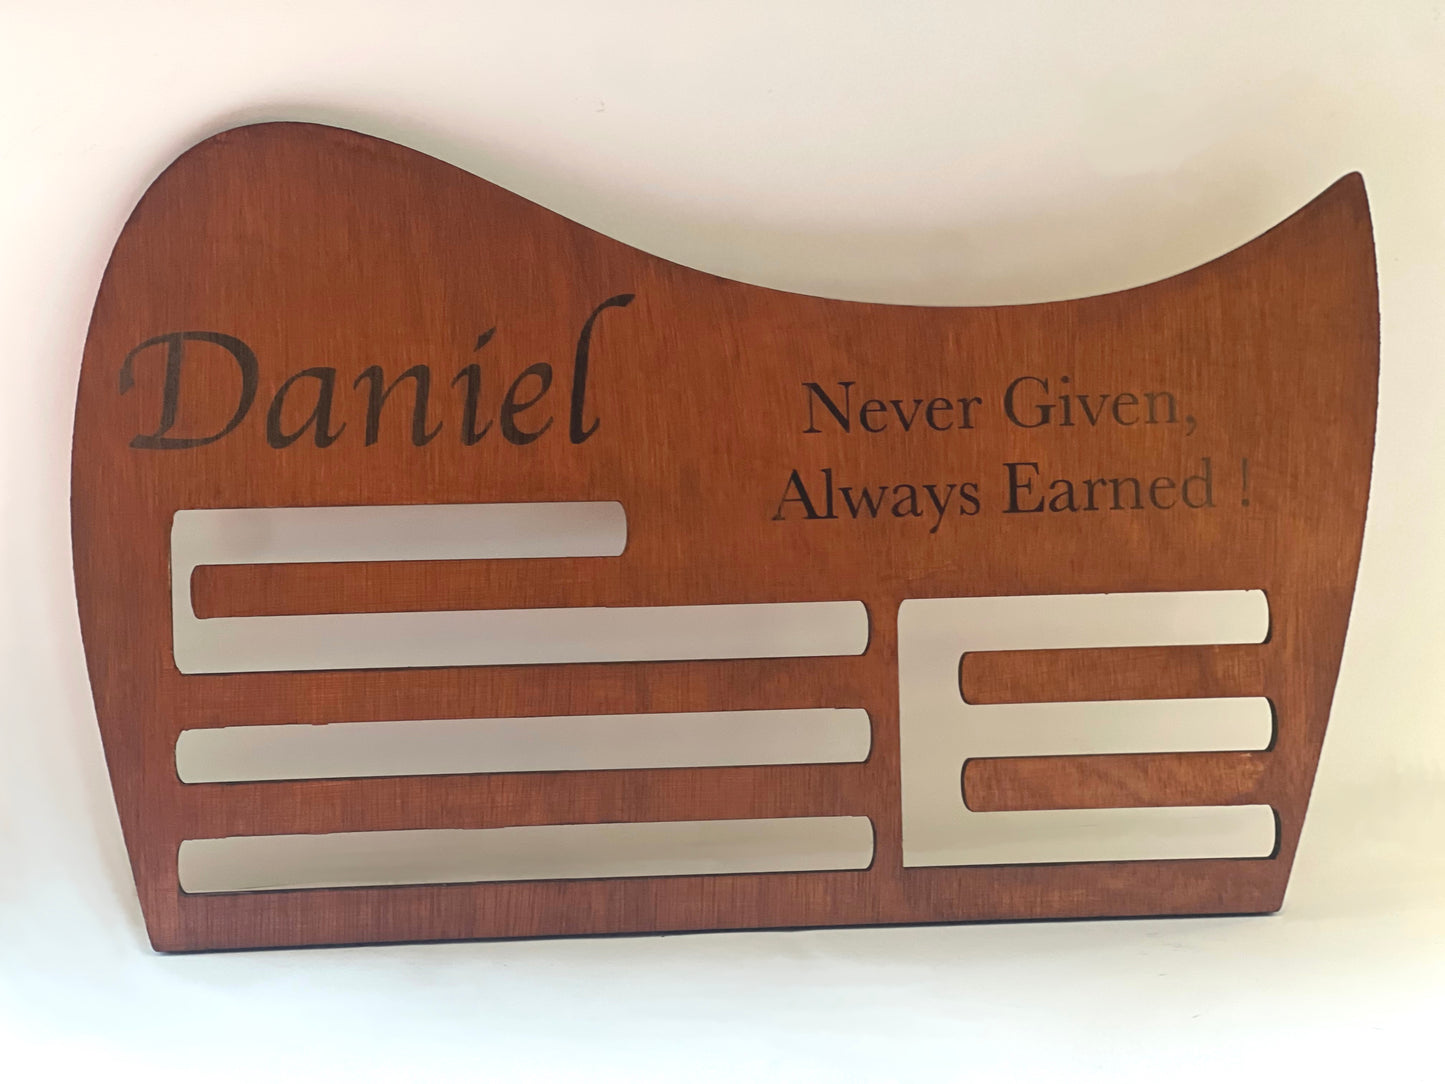 Daniel
Never Given,
Always Earned !